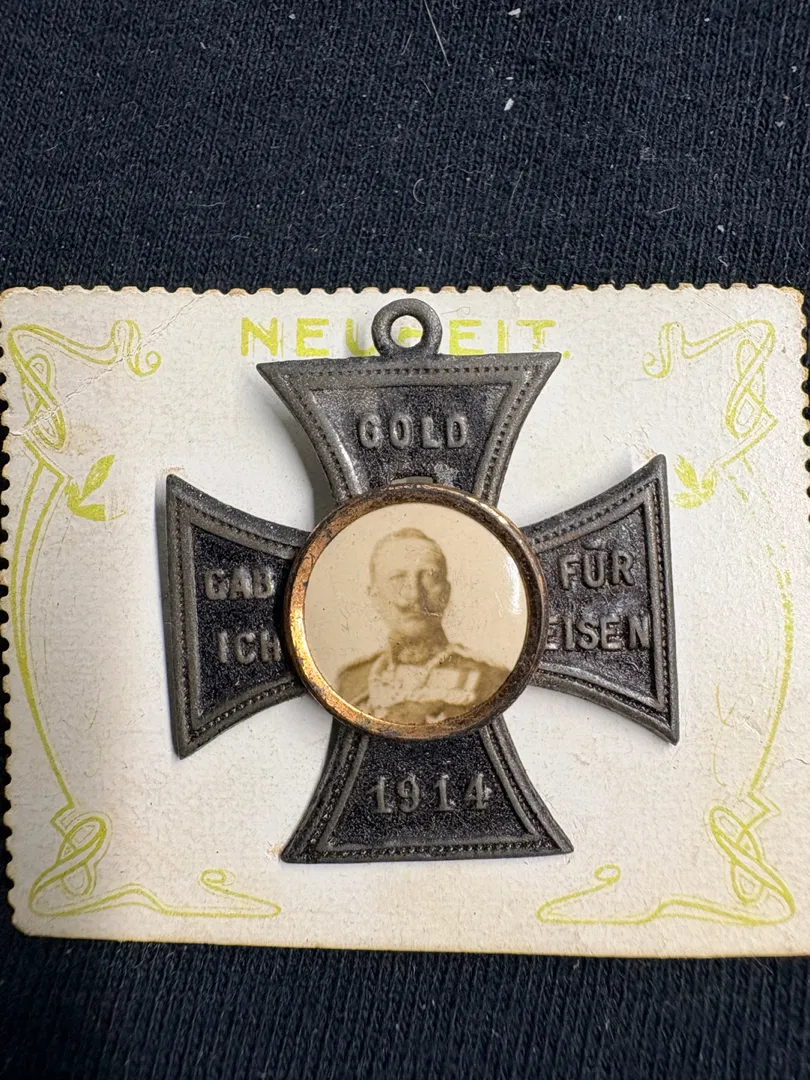 NEUHEIT.
GOLD
GAB
ICH
FÜR
EISEN
1914